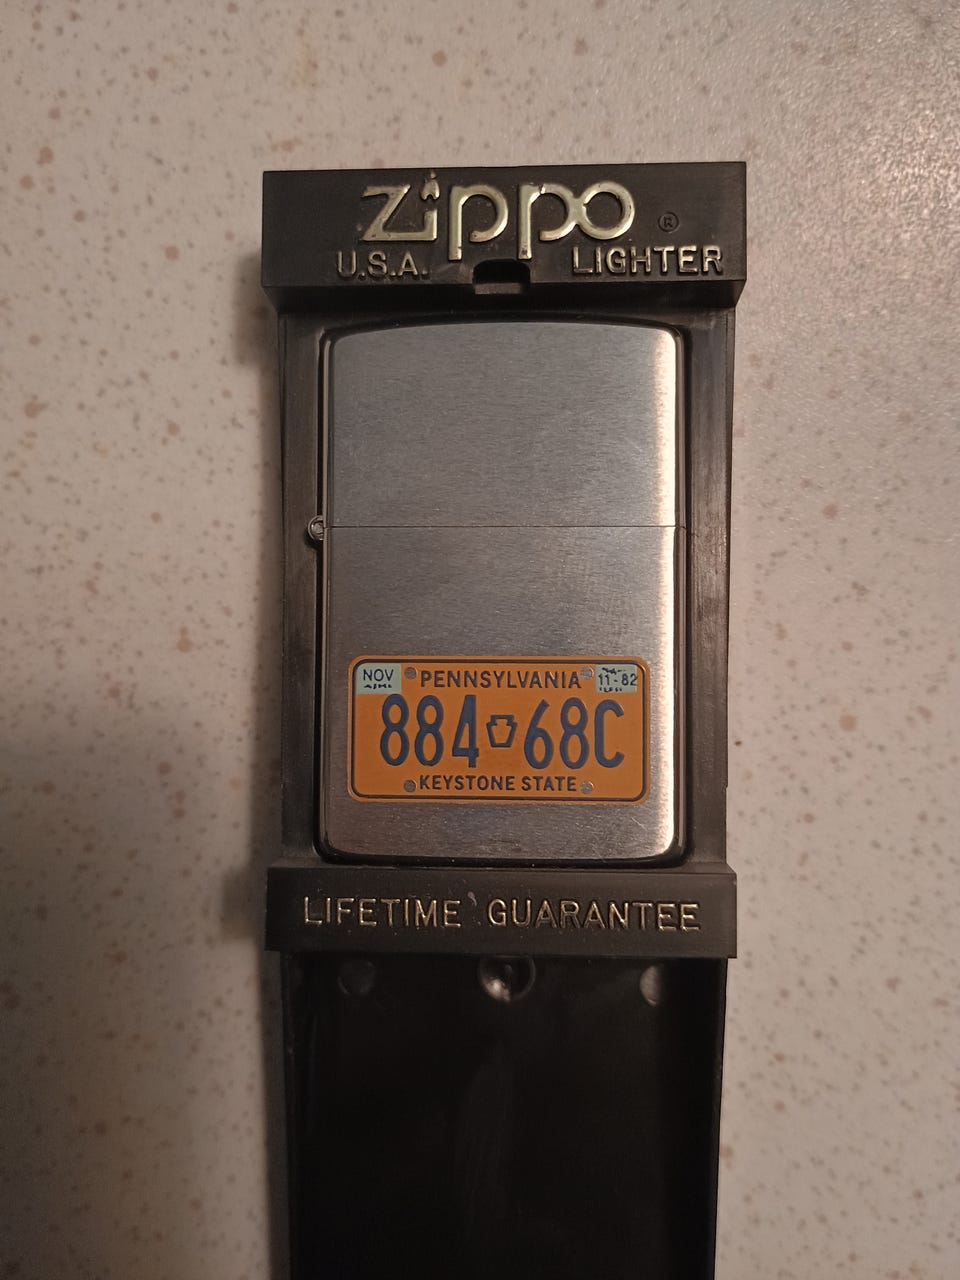 Zippo ®
U.S.A. LIGHTER
NOV PENNSYLVANIA 11-82
884 68C
KEYSTONE STATE
LIFETIME GUARANTEE